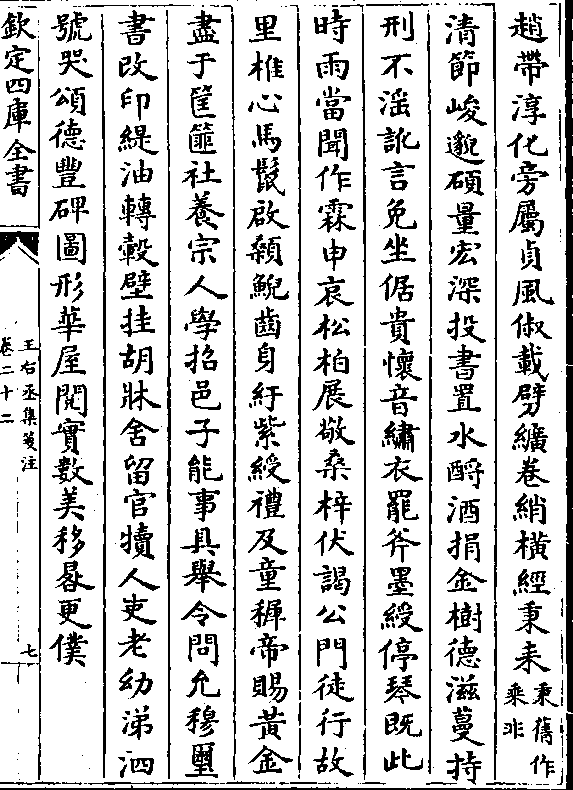 趙帶淳化旁屬貞風俶載劈纊卷綃橫經秉耒秉舊作乘非
清節峻邈碩量宏深投書置水酹酒捐金樹德滋蔓持
刑不滛訛言免坐倨貴懷音繡衣罷斧墨綬停琴既此
時雨當聞作霖申哀松柏展敬桑梓伏謁公門徒行故
里椎心馬鬛啟顙鯢齒身紆紫綬禮及童穉帝賜黃金
盡于筐篚社養宗人學招邑子能事具舉令問允穆璽
書改印緹油轉轂壁挂胡牀舍留官犢人吏老幼涕泗
號哭頌德豐碑圖形華屋閱實數美移晷更僕
欽定四庫全書
王右丞集箋注
卷二十二
七